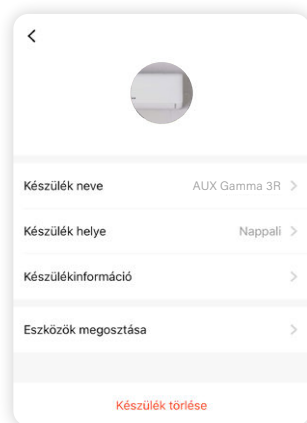 Készülék neve AUX Gamma 3R
Készülék helye Nappali
Készülékinformáció
Eszközök megosztása
Készülék törlése